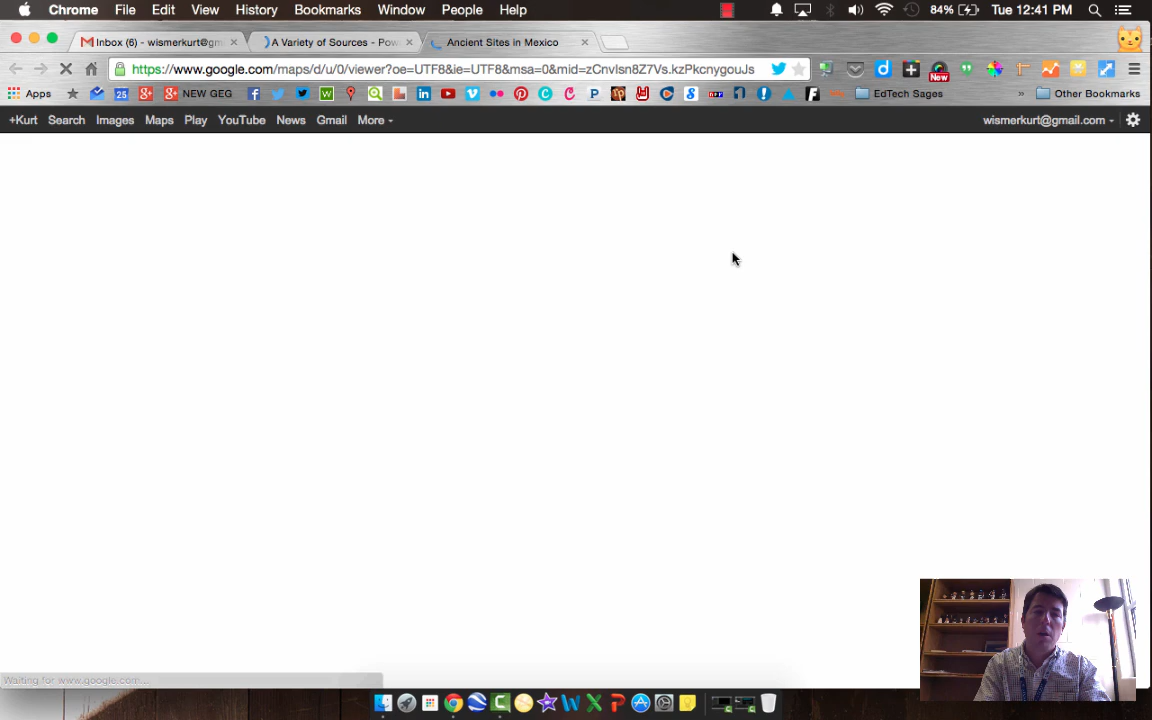 Chrome File Edit View History Bookmarks Window People Help 84% Tue 12:41 PM
Inbox (6) - wismerkurt@gm A Variety of Sources - Pow Ancient Sites in Mexico
https://www.google.com/maps/d/u/0/viewer?oe=UTF8&ie=UTF8&msa=0&mid=zCnvlsn8Z7Vs.kzPkcnygouJs New
Apps 25 NEW GEG EdTech Sages » Other Bookmarks
+Kurt Search Images Maps Play YouTube News Gmail More wismerkurt@gmail.com
Waiting for www.google.com...